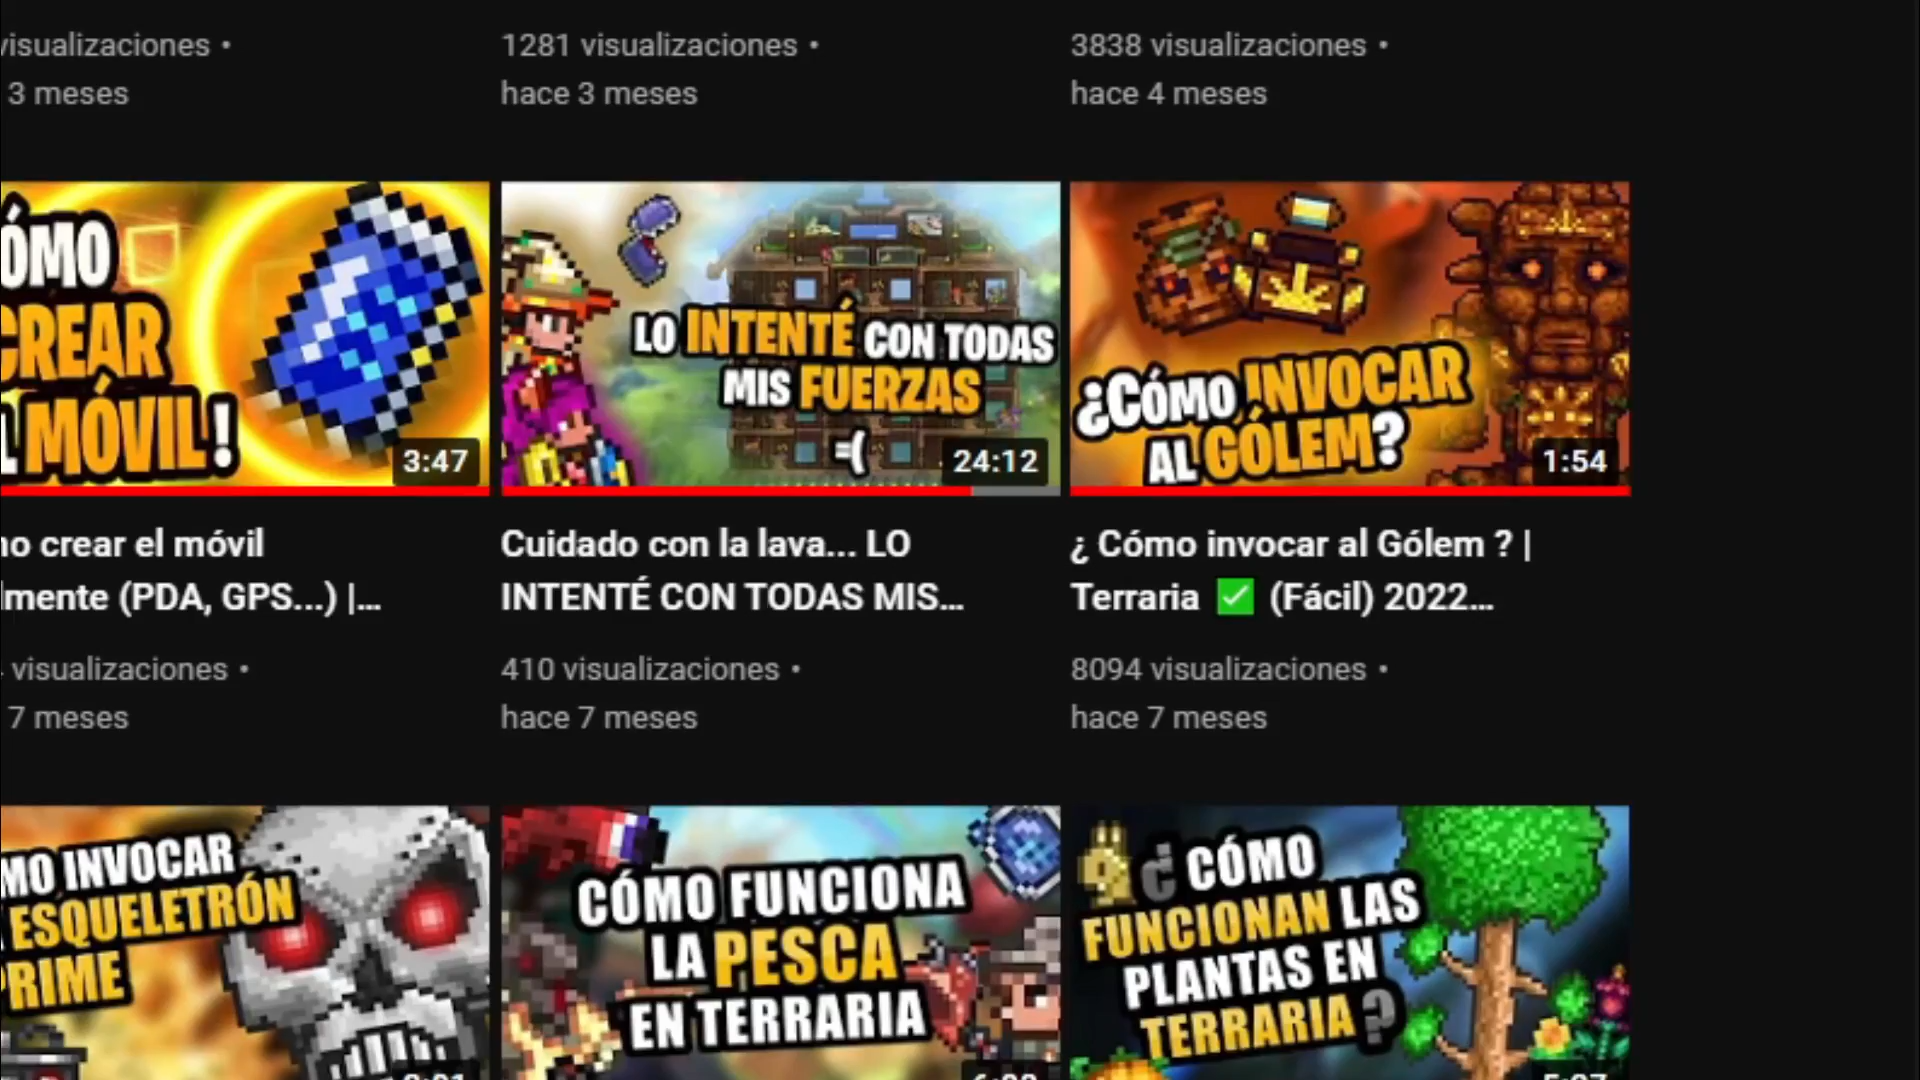 visualizaciones •
1281 visualizaciones •
3838 visualizaciones •
3 meses
hace 3 meses
hace 4 meses
ÓMO
CREAR
L MÓVIL!
3:47
LO INTENTÉ CON TODAS
MIS FUERZAS
=(
24:12
¿CÓMO INVOCAR
AL GÓLEM?
1:54
mo crear el móvil
lmente (PDA, GPS...) |...
Cuidado con la lava... LO
INTENTÉ CON TODAS MIS...
¿ Cómo invocar al Gólem ? |
Terraria ✅ (Fácil) 2022...
visualizaciones •
7 meses
410 visualizaciones •
hace 7 meses
8094 visualizaciones •
hace 7 meses
MO INVOCAR
ESQUELETRÓN
PRIME
CÓMO FUNCIONA
LA PESCA
EN TERRARIA
¿ CÓMO
FUNCIONAN LAS
PLANTAS EN
TERRARIA ?